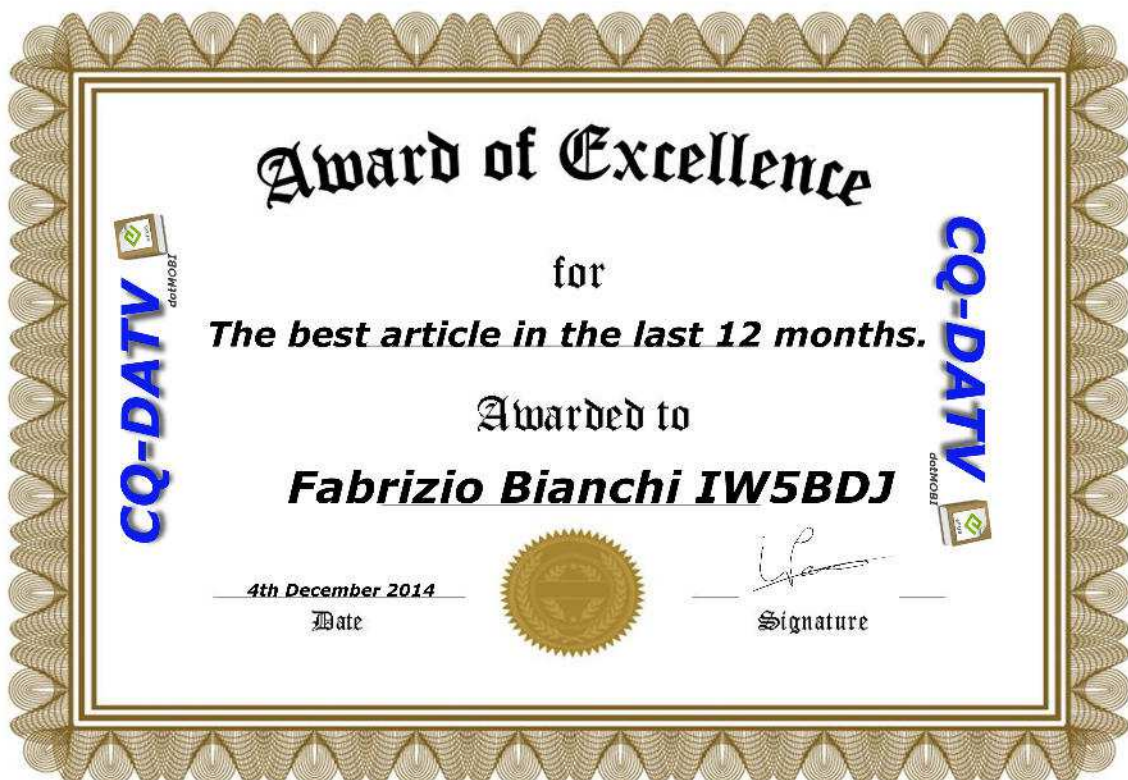 Award of Excellence
for
The best article in the last 12 months.
Awarded to
Fabrizio Bianchi IW5BDJ
4th December 2014
Date
Signature
CQ-DATV
dotMOBI
CQ-DATV
dotMOBI